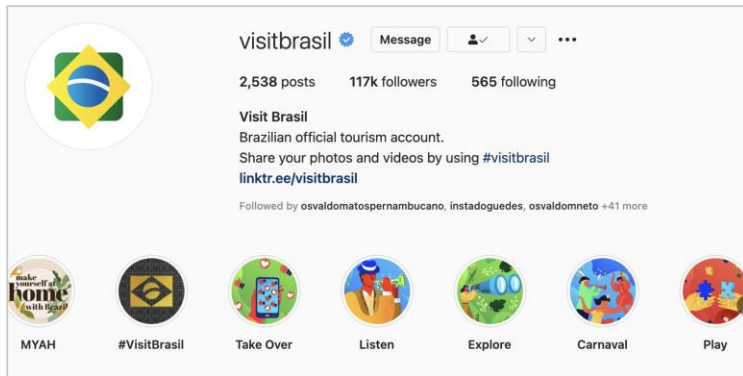 visitbrasil
Message
•••
2,538 posts 117k followers 565 following
Visit Brasil
Brazilian official tourism account.
Share your photos and videos by using #visitbrasil
linktr.ee/visitbrasil
Followed by osvaldomatospernambucano, instadoguedes, osvaldomneto +41 more
make
yourself at
home
with Brazil
MYAH #VisitBrasil Take Over Listen Explore Carnaval Play